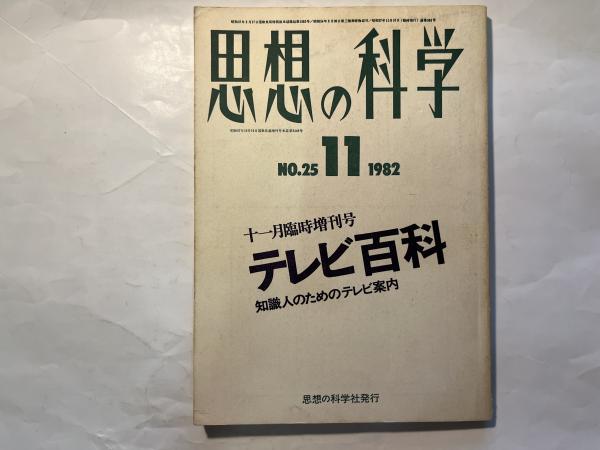 思想の科学
NO.25 11 1982
十一月臨時増刊号
テレビ百科
知識人のためのテレビ案内
思想の科学社発行